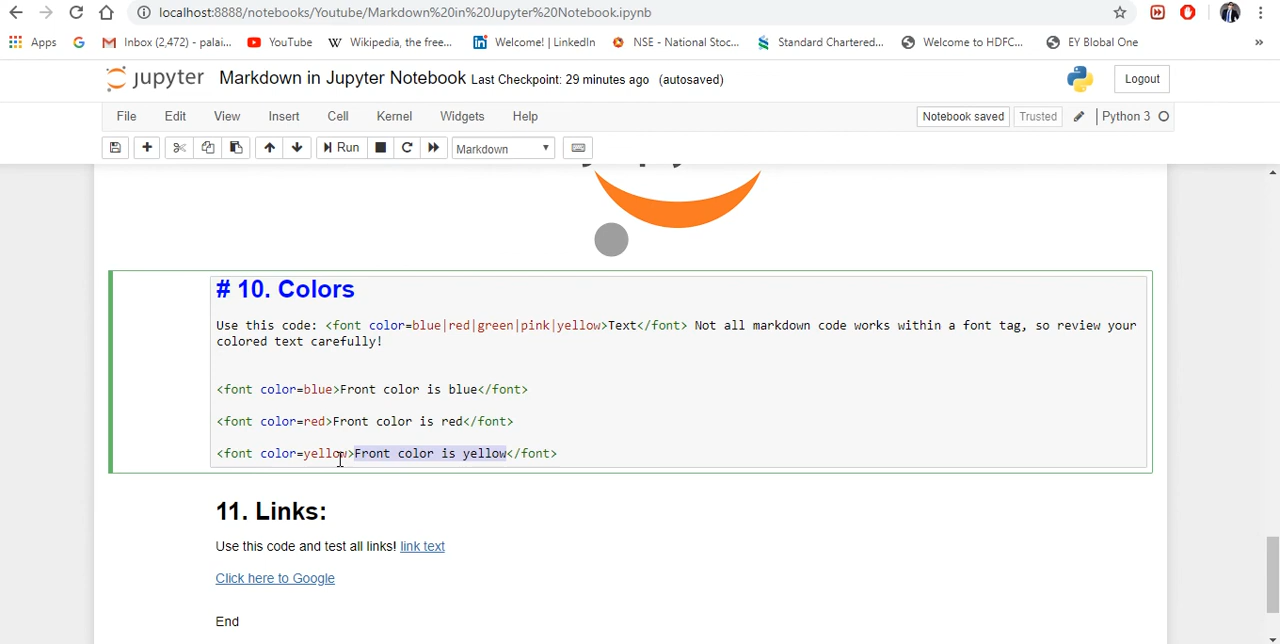 localhost:8888/notebooks/Youtube/Markdown%20in%20Jupyter%20Notebook.ipynb
Apps Inbox (2,472) - palai... YouTube Wikipedia, the free... Welcome! | LinkedIn NSE - National Stoc... Standard Chartered... Welcome to HDFC... EY Blobal One »
jupyter Markdown in Jupyter Notebook Last Checkpoint: 29 minutes ago (autosaved) Logout
File Edit View Insert Cell Kernel Widgets Help Notebook saved Trusted Python 3
Run Markdown
# 10. Colors
Use this code: <font color=blue|red|green|pink|yellow>Text</font> Not all markdown code works within a font tag, so review your
colored text carefully!
<font color=blue>Front color is blue</font>
<font color=red>Front color is red</font>
<font color=yellow>Front color is yellow</font>
11. Links:
Use this code and test all links! link text
Click here to Google
End